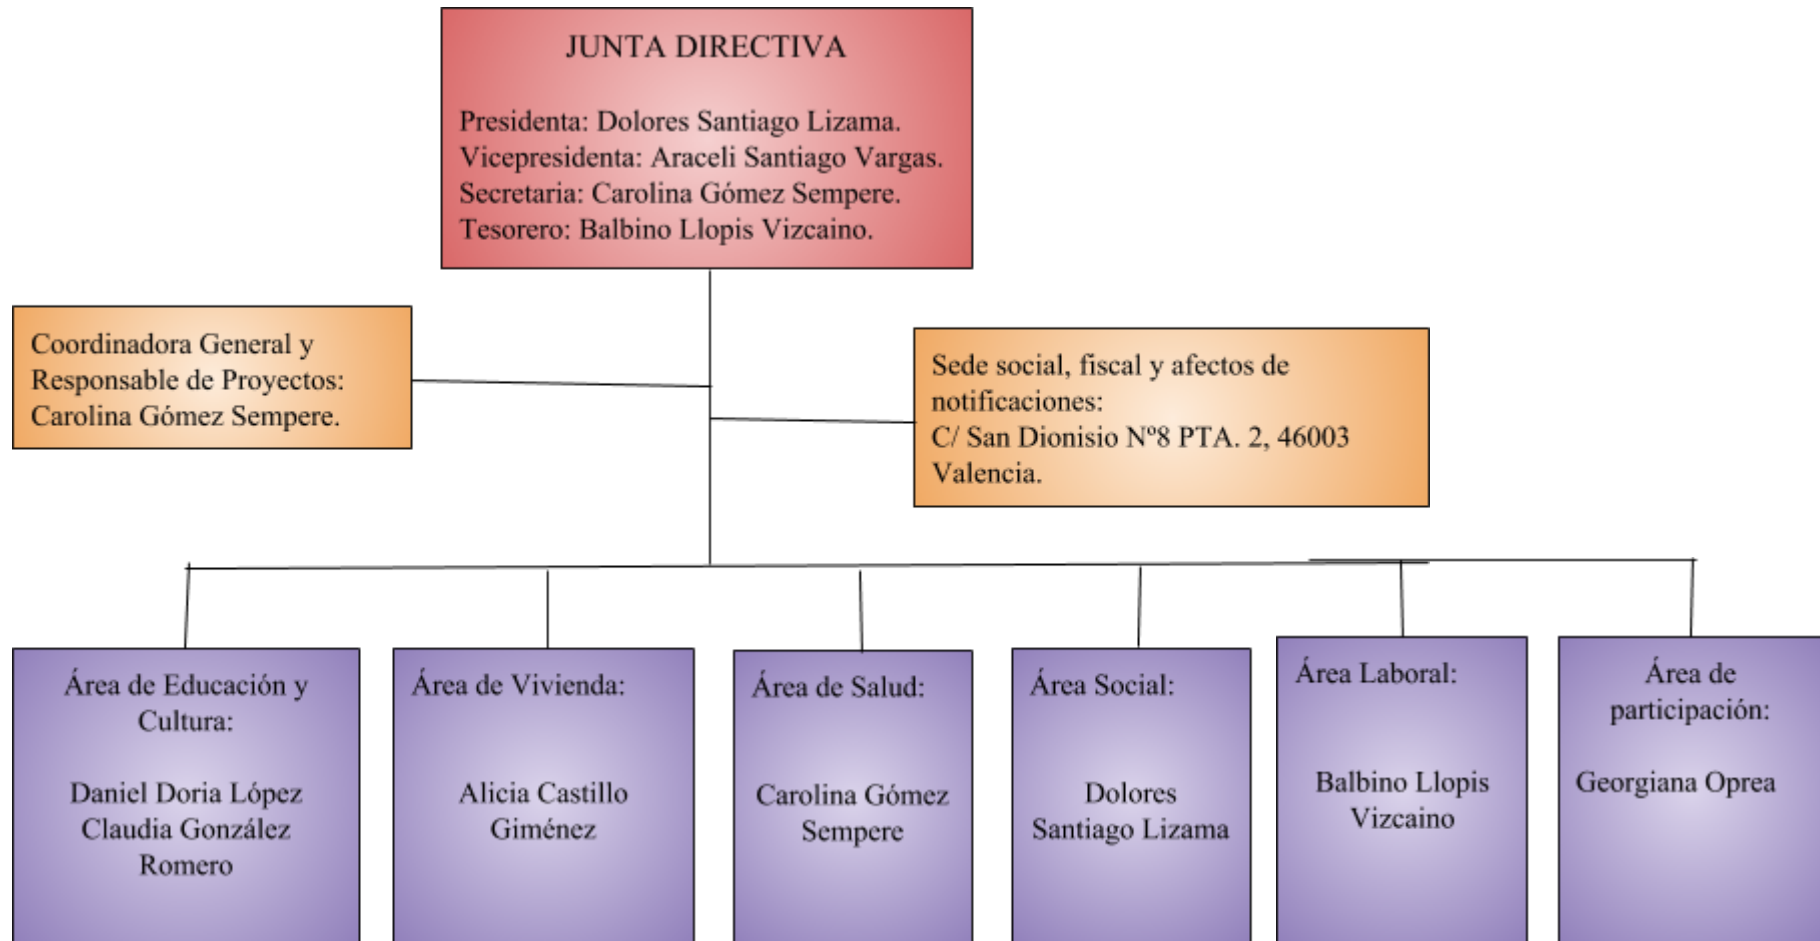 JUNTA DIRECTIVA
Presidenta: Dolores Santiago Lizama.
Vicepresidenta: Araceli Santiago Vargas.
Secretaria: Carolina Gómez Sempere.
Tesorero: Balbino Llopis Vizcaino.
Coordinadora General y
Responsable de Proyectos:
Carolina Gómez Sempere.
Sede social, fiscal y afectos de
notificaciones:
C/ San Dionisio Nº8 PTA. 2, 46003
Valencia.
Área de Educación y
Cultura:
Daniel Doria López
Claudia González
Romero
Área de Vivienda:
Alicia Castillo
Giménez
Área de Salud:
Carolina Gómez
Sempere
Área Social:
Dolores
Santiago Lizama
Área Laboral:
Balbino Llopis
Vizcaino
Área de
participación:
Georgiana Oprea